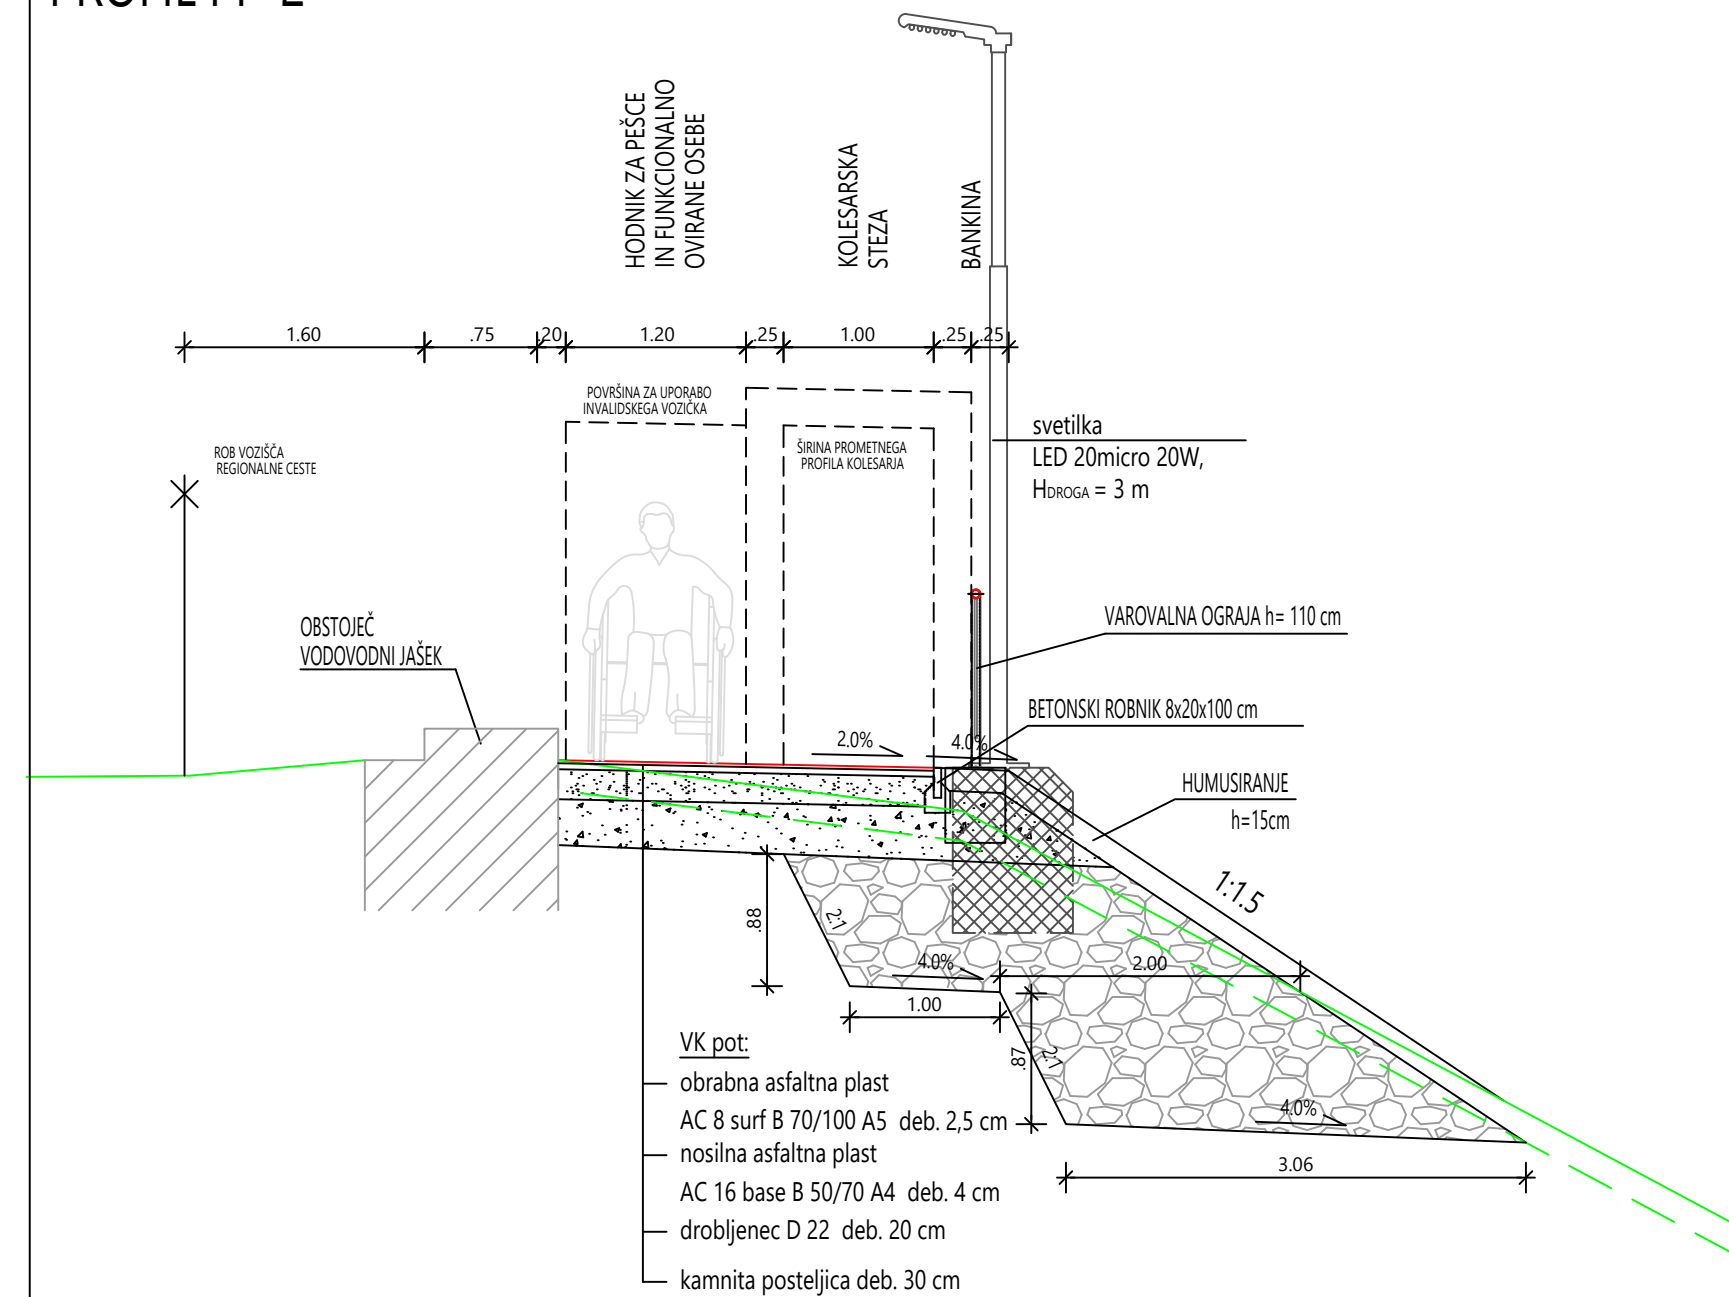 HODNIK ZA PEŠCE
IN FUNKCIONALNO
OVIRANE OSEBE
KOLESARSKA
STEZA
BANKINA
1.60
.75
.20
1.20
.25
1.00
.25
.25
POVRŠINA ZA UPORABO
INVALIDSKEGA VOZIČKA
ŠIRINA PROMETNEGA
PROFILA KOLESARJA
ROB VOZIŠČA
REGIONALNE CESTE
svetilka
LED 20micro 20W,
HDROGA = 3 m
OBSTOJEČ
VODOVODNI JAŠEK
VAROVALNA OGRAJA h= 110 cm
BETONSKI ROBNIK 8x20x100 cm
2.0%
4.0%
HUMUSIRANJE
h=15cm
1:1.5
.88
2:1
4.0%
2.00
1.00
.87
2:1
4.0%
3.06
VK pot:
obrabna asfaltna plast
AC 8 surf B 70/100 A5 deb. 2,5 cm
nosilna asfaltna plast
AC 16 base B 50/70 A4 deb. 4 cm
drobljenec D 22 deb. 20 cm
kamnita posteljica deb. 30 cm